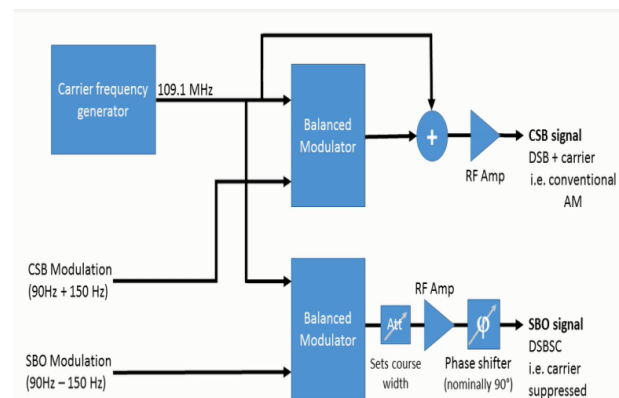 Carrier frequency
generator
109.1 MHz
Balanced
Modulator
+
RF Amp
CSB signal
DSB + carrier
i.e. conventional
AM
CSB Modulation
(90Hz + 150 Hz)
SBO Modulation
(90Hz – 150 Hz)
Balanced
Modulator
Att
Sets course
width
RF Amp
φ
Phase shifter
(nominally 90°)
SBO signal
DSBSC
i.e. carrier
suppressed